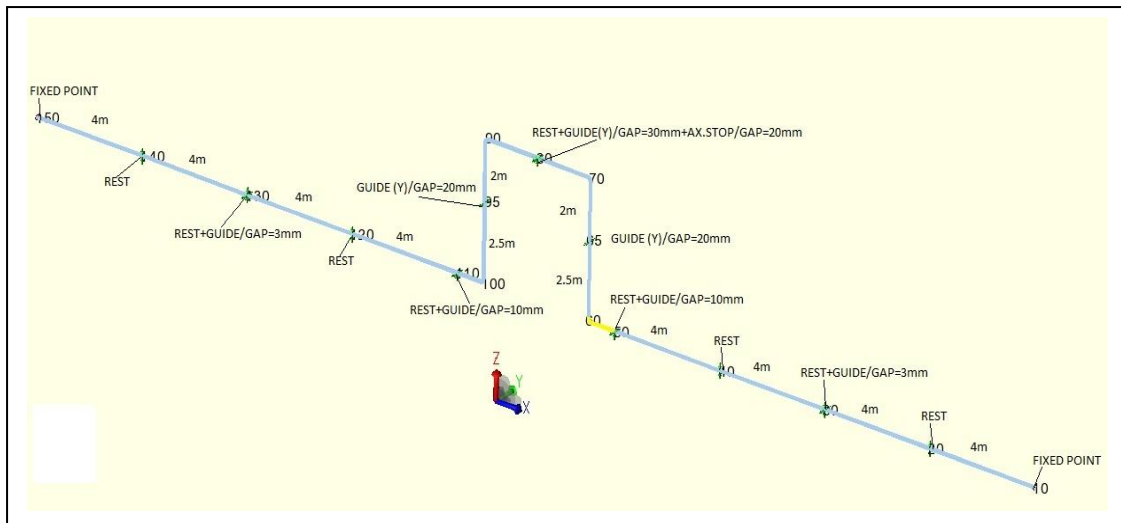 FIXED POINT
150
4m
140
4m
REST
130
4m
REST+GUIDE/GAP=3mm
120
4m
REST
110
100
REST+GUIDE/GAP=10mm
90
2m
GUIDE (Y)/GAP=20mm
95
2.5m
REST+GUIDE(Y)/GAP=30mm+AX.STOP/GAP=20mm
80
70
2m
65
GUIDE (Y)/GAP=20mm
2.5m
60
REST+GUIDE/GAP=10mm
50
4m
REST
40
4m
REST+GUIDE/GAP=3mm
30
4m
REST
20
4m
FIXED POINT
10
Z
Y
X